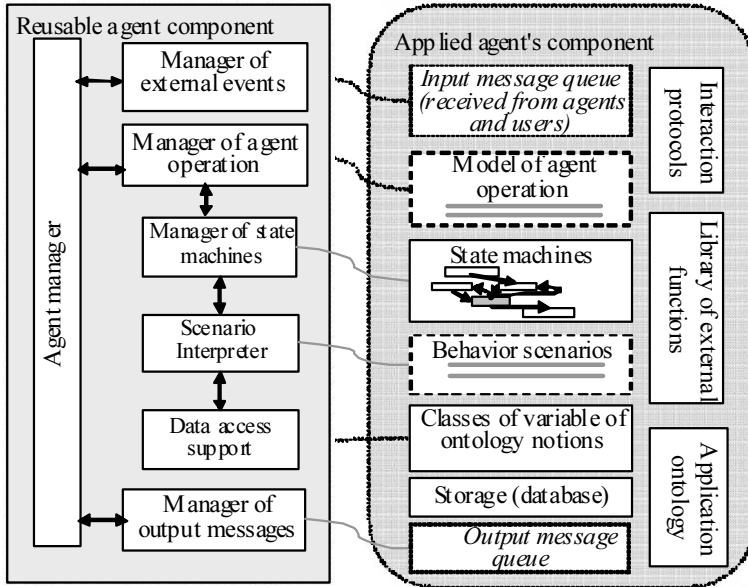 Reusable agent component
Agent manager
Manager of
external events
Manager of agent
operation
Manager of state
machines
Scenario
Interpreter
Data access
support
Manager of
output messages
Applied agent's component
Input message queue
(received from agents
and users)
Model of agent
operation
State machines
Behavior scenarios
Classes of variable of
ontology notions
Storage (database)
Output message
queue
Interaction
protocols
Library of external
functions
Application
ontology